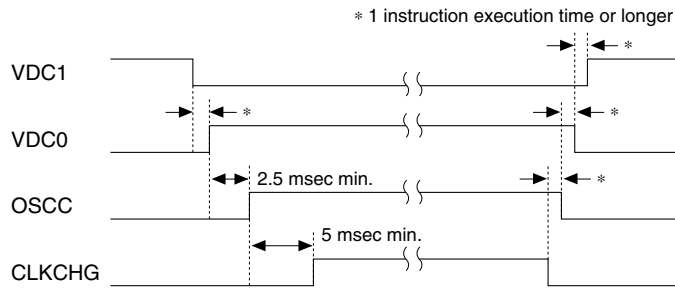 * 1 instruction execution time or longer
*
VDC1
*
*
VDC0
2.5 msec min.
*
OSCC
5 msec min.
CLKCHG